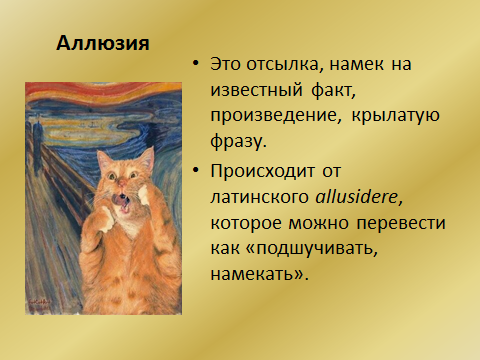 Аллюзия
• Это отсылка, намек на
известный факт,
произведение, крылатую
фразу.
• Происходит от
латинского allusidere,
которое можно перевести
как «подшучивать,
намекать».